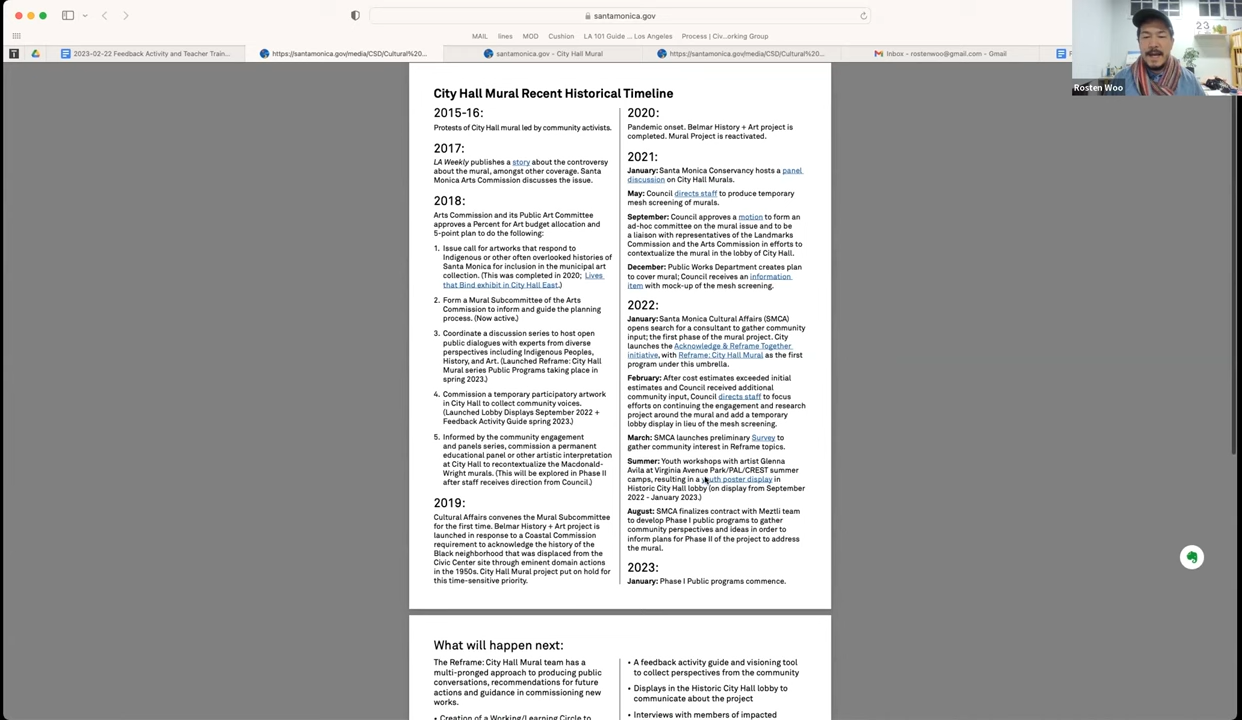 santamonica.gov
MAIL
lines
MOD
Cushion
LA 101 Guide ... Los Angeles
Process | Civ...orking Group
2023-02-22 Feedback Activity and Teacher Train...
https://santamonica.gov/media/CSD/Cultural%20...
santamonica.gov - City Hall Mural
https://santamonica.gov/media/CSD/Cultural%20...
Inbox - rostenwoo@gmail.com - Gmail
23
Rosten Woo
City Hall Mural Recent Historical Timeline
2015-16:
Protests of City Hall mural led by community activists.
2017:
LA Weekly publishes a story about the controversy
about the mural, amongst other coverage. Santa
Monica Arts Commission discusses the issue.
2018:
Arts Commission and its Public Art Committee
approves a Percent for Art budget allocation and
5-point plan to do the following:
1. Issue call for artworks that respond to
Indigenous or other often overlooked histories of
Santa Monica for inclusion in the municipal art
collection. (This was completed in 2020; Lives
that Bind exhibit in City Hall East.)
2. Form a Mural Subcommittee of the Arts
Commission to inform and guide the planning
process. (Now active.)
3. Coordinate a discussion series to host open
public dialogues with experts from diverse
perspectives including Indigenous Peoples,
History, and Art. (Launched Reframe: City Hall
Mural series Public Programs taking place in
spring 2023.)
4. Commission a temporary participatory artwork
in City Hall to collect community voices.
(Launched Lobby Displays September 2022 +
Feedback Activity Guide spring 2023.)
5. Informed by the community engagement
and panels series, commission a permanent
educational panel or other artistic interpretation
at City Hall to recontextualize the Macdonald-
Wright murals. (This will be explored in Phase II
after staff receives direction from Council.)
2019:
Cultural Affairs convenes the Mural Subcommittee
for the first time. Belmar History + Art project is
launched in response to a Coastal Commission
requirement to acknowledge the history of the
Black neighborhood that was displaced from the
Civic Center site through eminent domain actions
in the 1950s. City Hall Mural project put on hold for
this time-sensitive priority.
2020:
Pandemic onset. Belmar History + Art project is
completed. Mural Project is reactivated.
2021:
January: Santa Monica Conservancy hosts a panel
discussion on City Hall Murals.
May: Council directs staff to produce temporary
mesh screening of murals.
September: Council approves a motion to form an
ad-hoc committee on the mural issue and to be
a liaison with representatives of the Landmarks
Commission and the Arts Commission in efforts to
contextualize the mural in the lobby of City Hall.
December: Public Works Department creates plan
to cover mural; Council receives an information
item with mock-up of the mesh screening.
2022:
January: Santa Monica Cultural Affairs (SMCA)
opens search for a consultant to gather community
input; the first phase of the mural project. City
launches the Acknowledge & Reframe Together
initiative, with Reframe: City Hall Mural as the first
program under this umbrella.
February: After cost estimates exceeded initial
estimates and Council received additional
community input, Council directs staff to focus
efforts on continuing the engagement and research
project around the mural and add a temporary
lobby display in lieu of the mesh screening.
March: SMCA launches preliminary Survey to
gather community interest in Reframe topics.
Summer: Youth workshops with artist Glenna
Avila at Virginia Avenue Park/PAL/CREST summer
camps, resulting in a youth poster display in
Historic City Hall lobby (on display from September
2022 - January 2023.)
August: SMCA finalizes contract with Meztli team
to develop Phase I public programs to gather
community perspectives and ideas in order to
inform plans for Phase II of the project to address
the mural.
2023:
January: Phase I Public programs commence.
What will happen next:
The Reframe: City Hall Mural team has a
multi-pronged approach to producing public
conversations, recommendations for future
actions and guidance in commissioning new
works.
• Creation of a Working/Learning Circle to
• A feedback activity guide and visioning tool
to collect perspectives from the community
• Displays in the Historic City Hall lobby to
communicate about the project
• Interviews with members of impacted